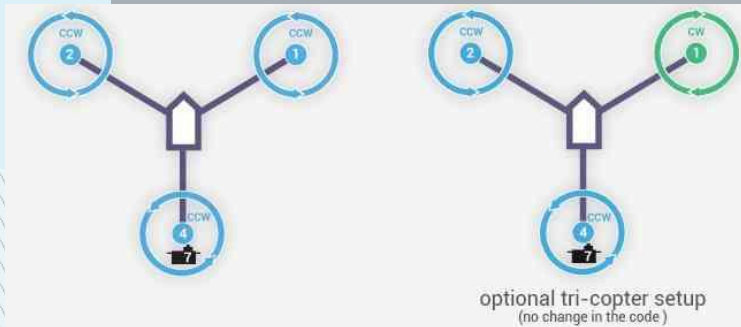 CCW
2
CCW
1
CCW
4
7
CCW
2
CW
1
CCW
4
7
optional tri-copter setup
(no change in the code )